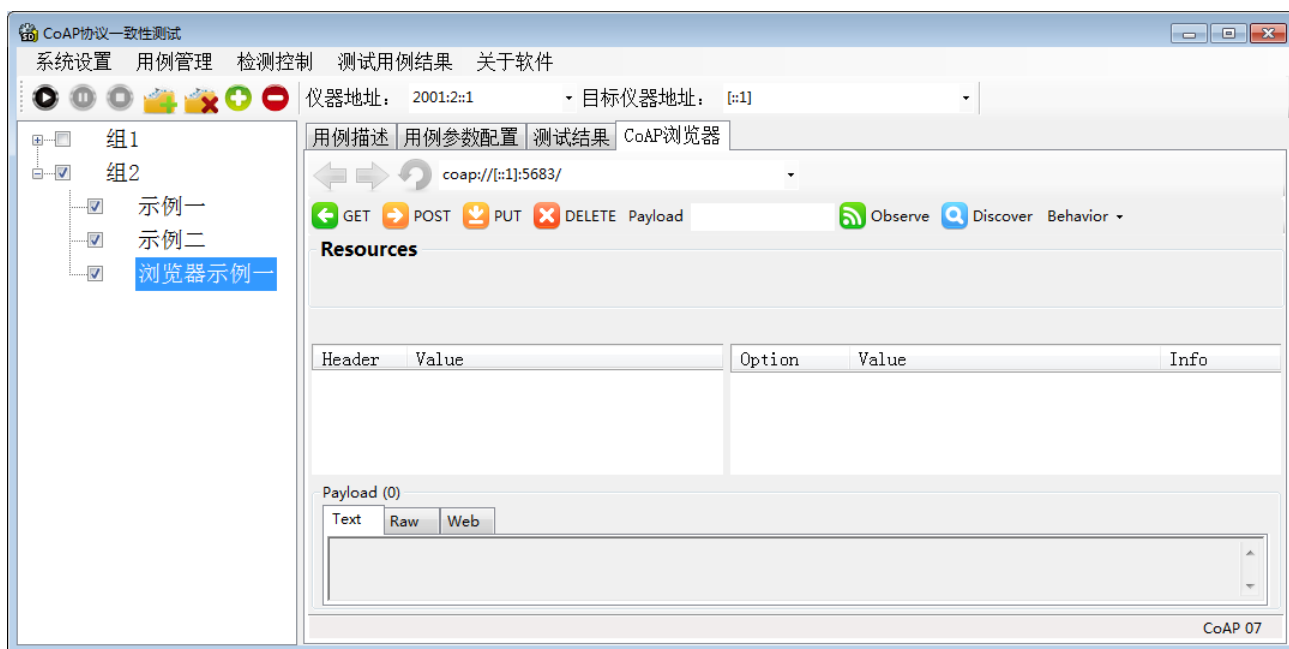 CoAP协议一致性测试
系统设置 用例管理 检测控制 测试用例结果 关于软件
仪器地址： 2001:2::1 目标仪器地址： [::1]
组1
组2
示例一
示例二
浏览器示例一
用例描述 用例参数配置 测试结果 CoAP浏览器
coap://[::1]:5683/
GET POST PUT DELETE Payload Observe Discover Behavior
Resources
Header Value Option Value Info
Payload (0)
Text Raw Web
CoAP 07